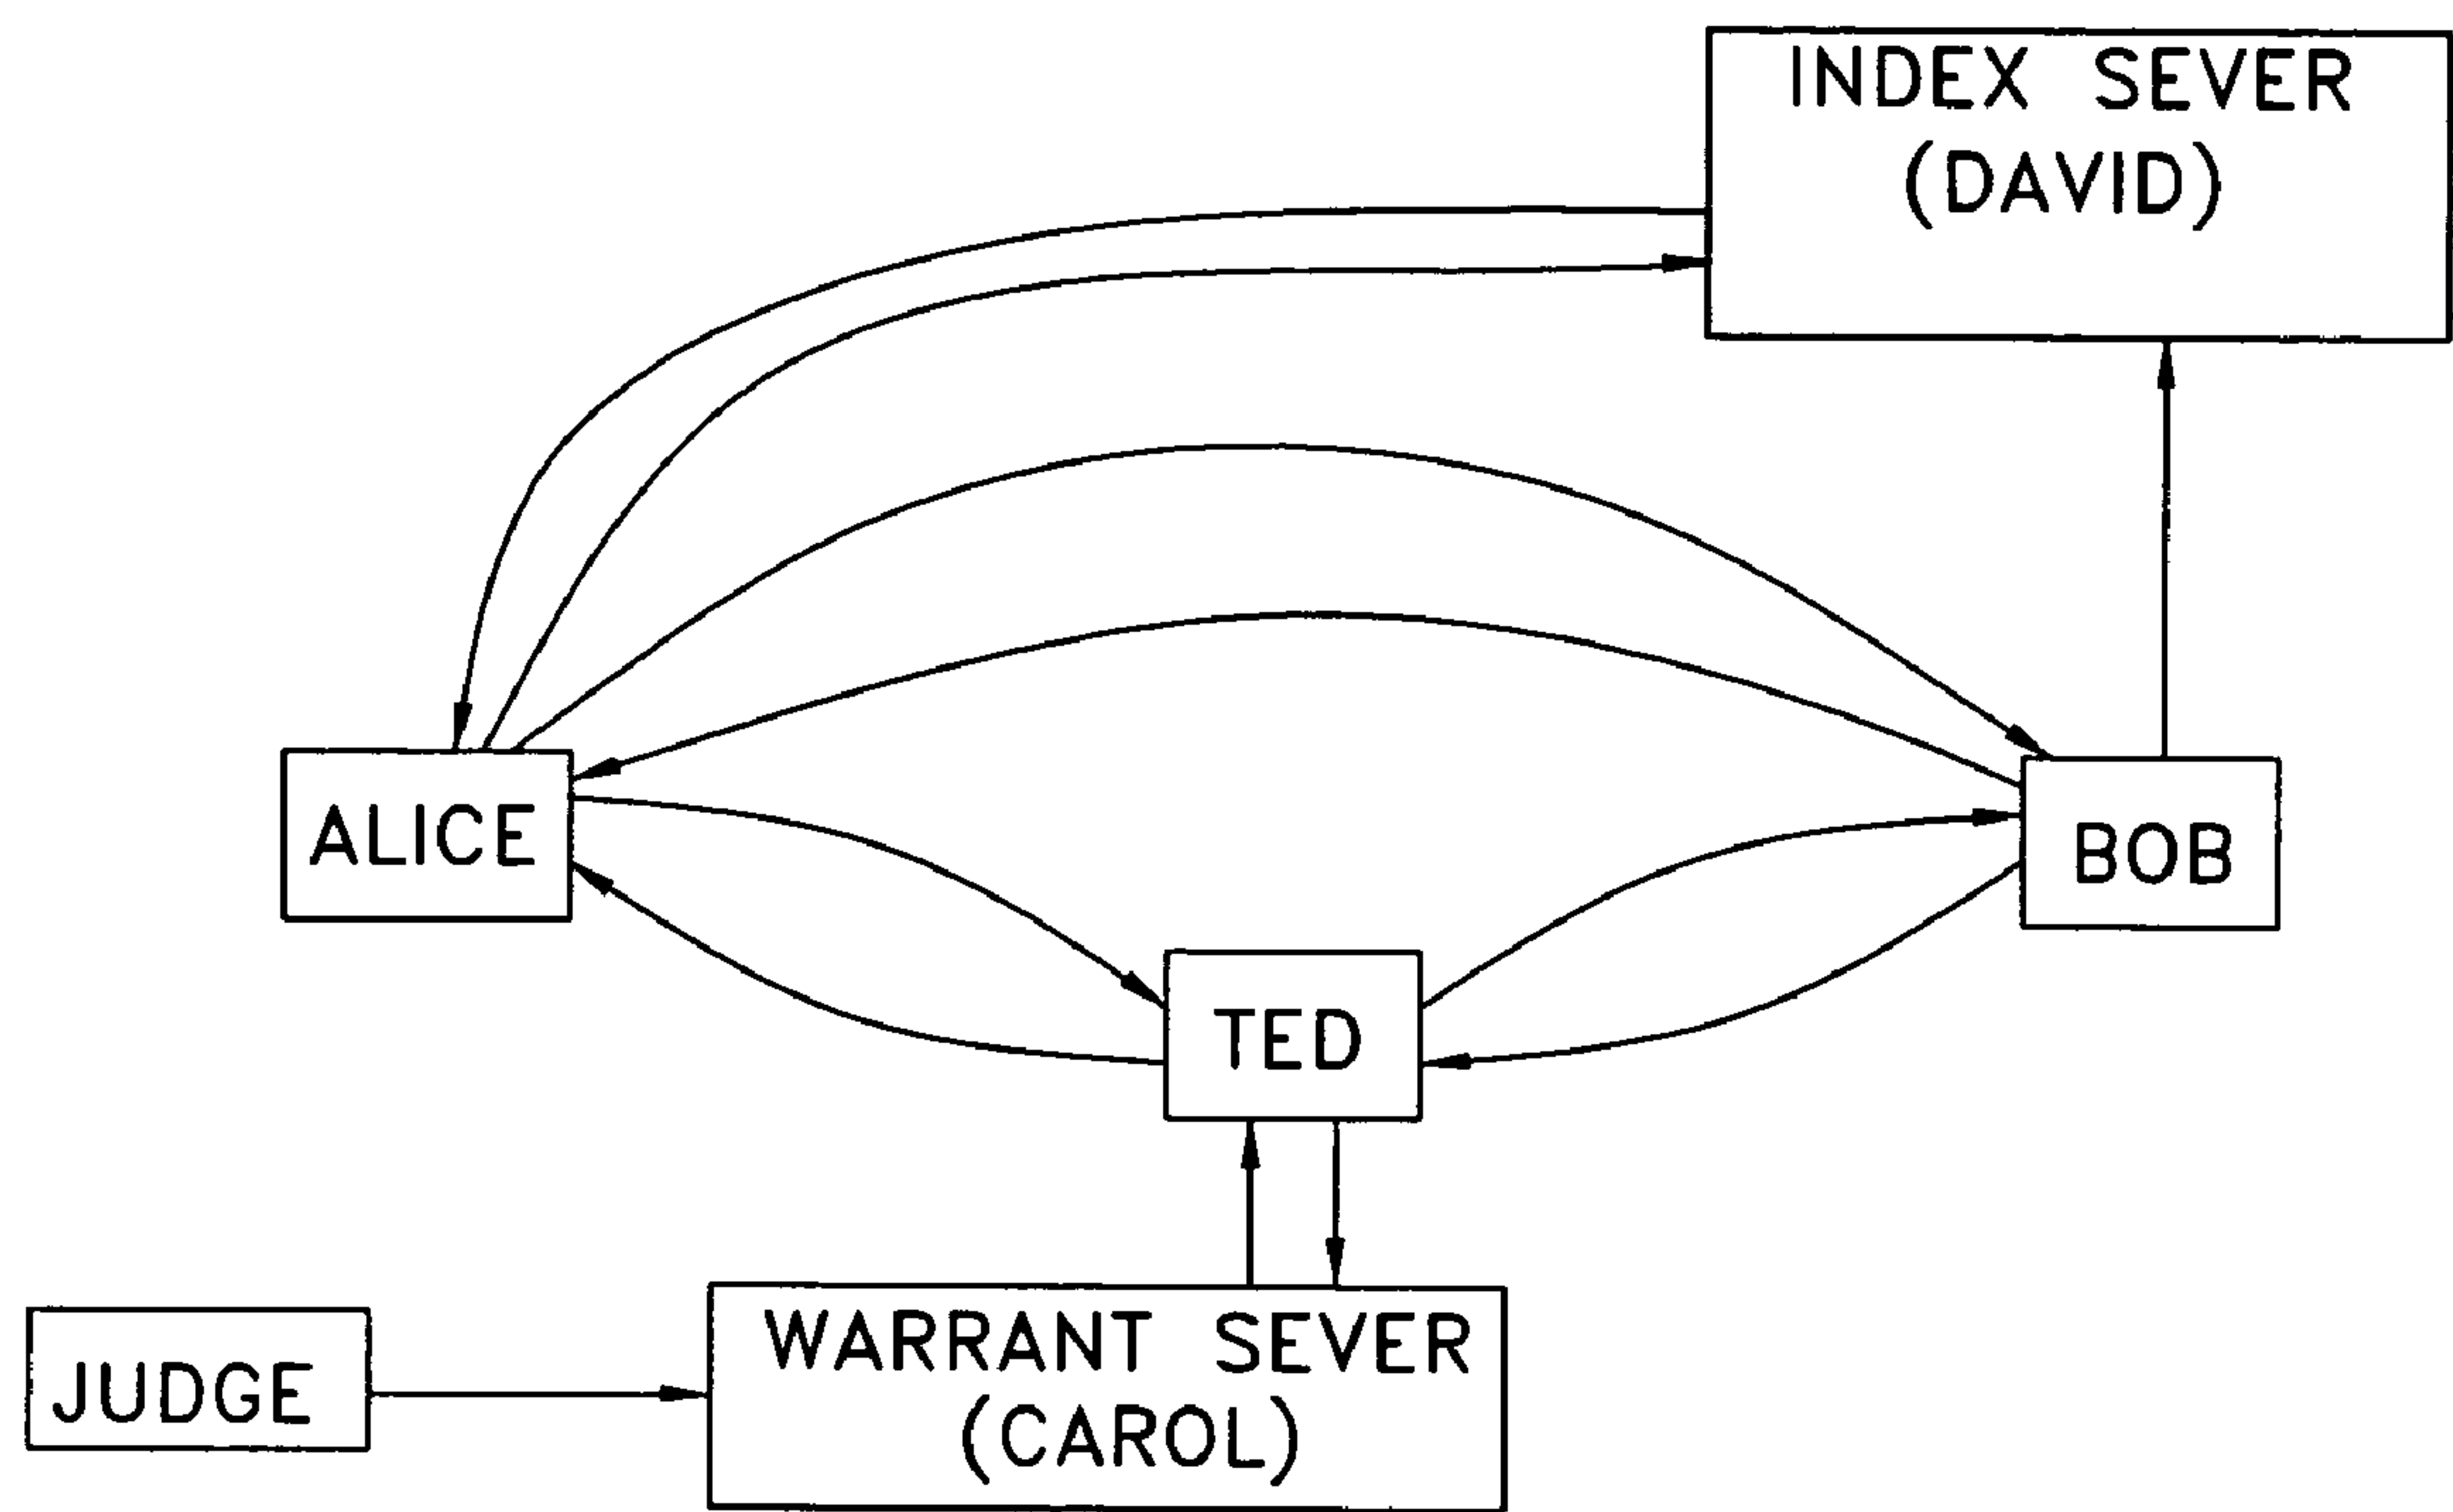 INDEX SEVER
(DAVID)
ALICE
BOB
TED
WARRANT SEVER
(CAROL)
JUDGE